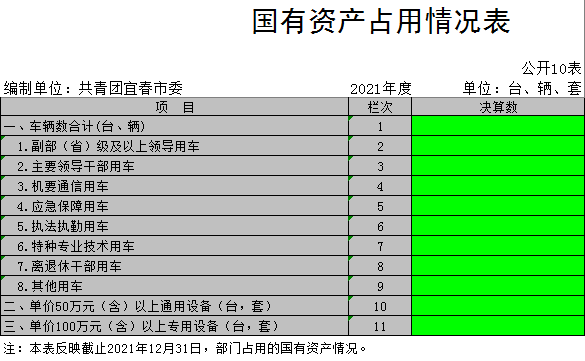 国有资产占用情况表
公开10表
编制单位：共青团宜春市委 2021年度 单位：台、辆、套
项 目 栏次 决算数
一、车辆数合计(台、辆) 1
1.副部（省）级及以上领导用车 2
2.主要领导干部用车 3
3.机要通信用车 4
4.应急保障用车 5
5.执法执勤用车 6
6.特种专业技术用车 7
7.离退休干部用车 8
8.其他用车 9
二、单价50万元（含）以上通用设备（台，套） 10
三、单价100万元（含）以上专用设备（台，套） 11
注：本表反映截止2021年12月31日，部门占用的国有资产情况。